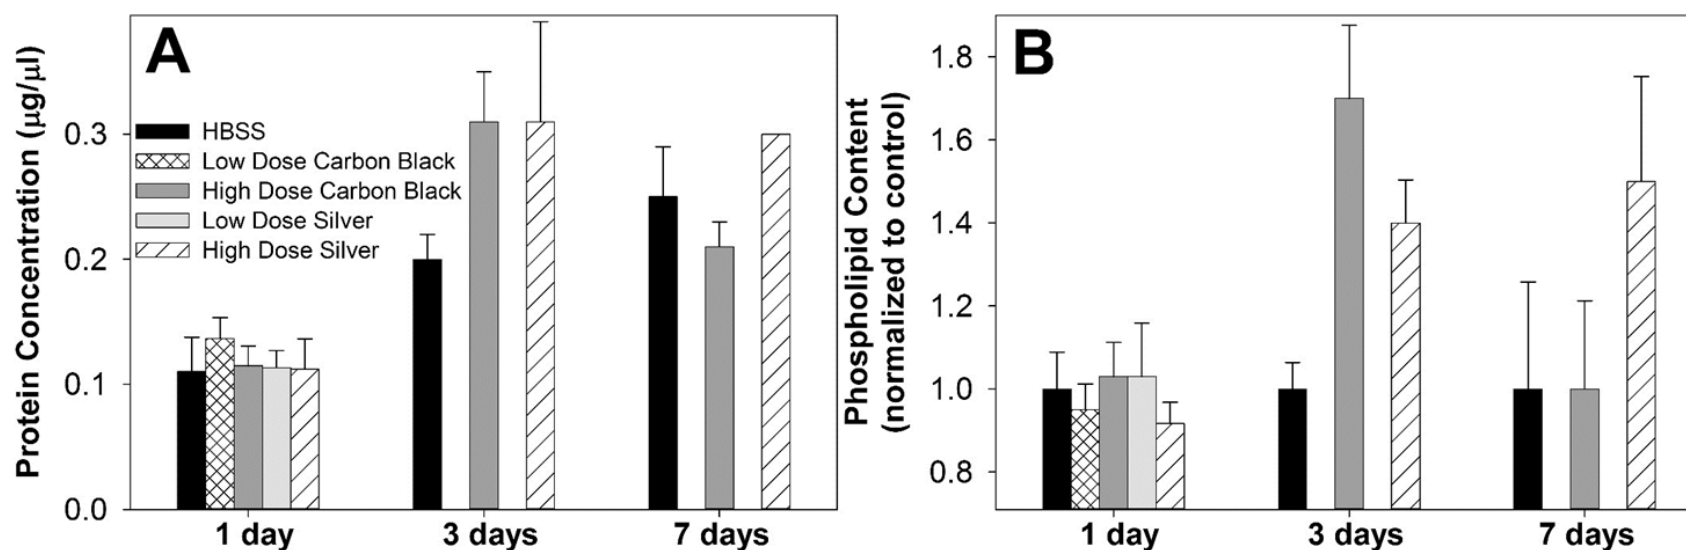 A
Protein Concentration (μg/μl)
0.3
0.2
0.1
0.0
HBSS
Low Dose Carbon Black
High Dose Carbon Black
Low Dose Silver
High Dose Silver
1 day
3 days
7 days
B
Phospholipid Content
(normalized to control)
1.8
1.6
1.4
1.2
1.0
0.8
1 day
3 days
7 days